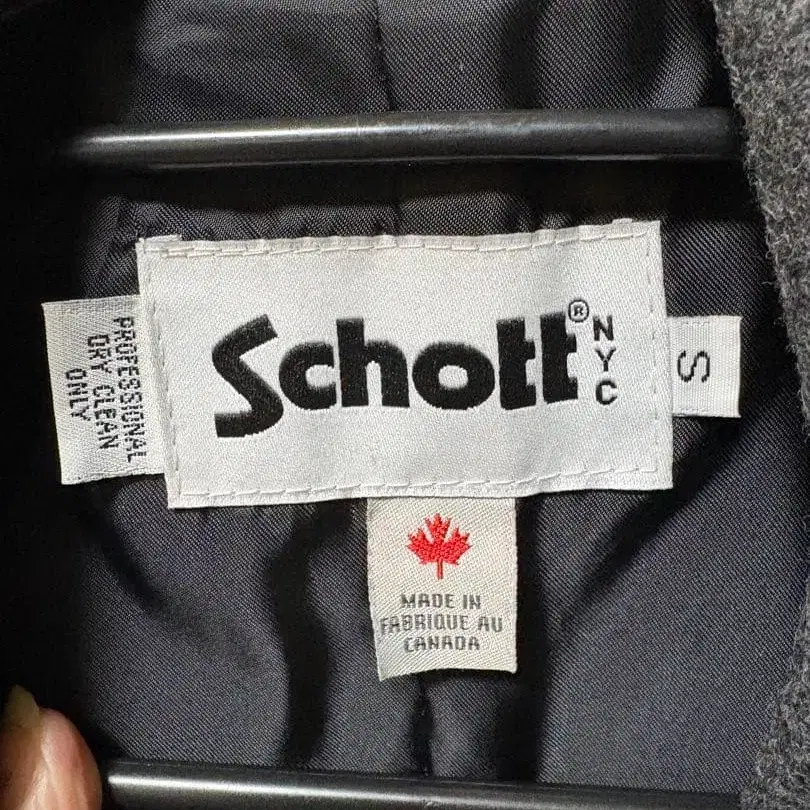 Schott®
NYC
PROFESSIONAL
DRY CLEAN
ONLY
S
MADE IN
FABRIQUE AU
CANADA